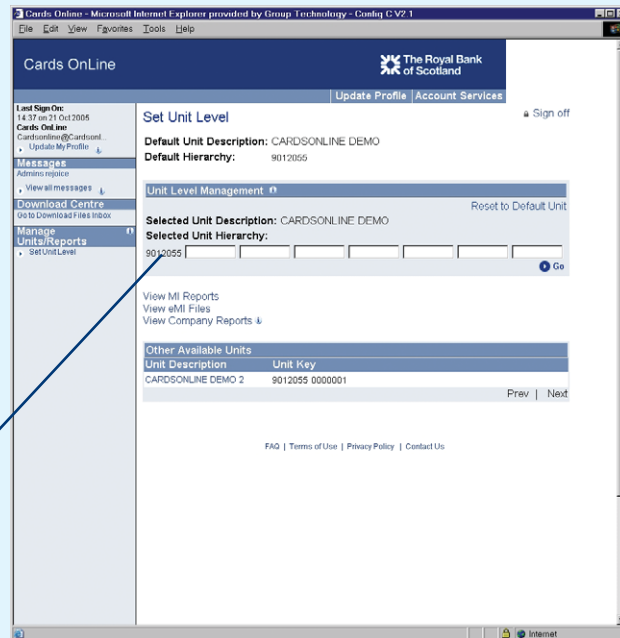 Cards Online - Microsoft Internet Explorer provided by Group Technology - Config C V2.1
File Edit View Favorites Tools Help
Cards OnLine
The Royal Bank
of Scotland
Update Profile | Account Services
Last Sign On:
14:37 on 21 Oct 2005
Cards OnLine
Cardsonline@Cardsonl...
Update My Profile
Messages
Admins rejoice
View all messages
Download Centre
Go to Download Files Inbox
Manage
Units/Reports
Set Unit Level
Set Unit Level
Sign off
Default Unit Description: CARDSONLINE DEMO
Default Hierarchy: 9012055
Unit Level Management
Reset to Default Unit
Selected Unit Description: CARDSONLINE DEMO
Selected Unit Hierarchy:
9012055
Go
View MI Reports
View eMI Files
View Company Reports
Other Available Units
Unit Description Unit Key
CARDSONLINE DEMO 2 9012055 0000001
Prev | Next
FAQ | Terms of Use | Privacy Policy | Contact Us
Internet